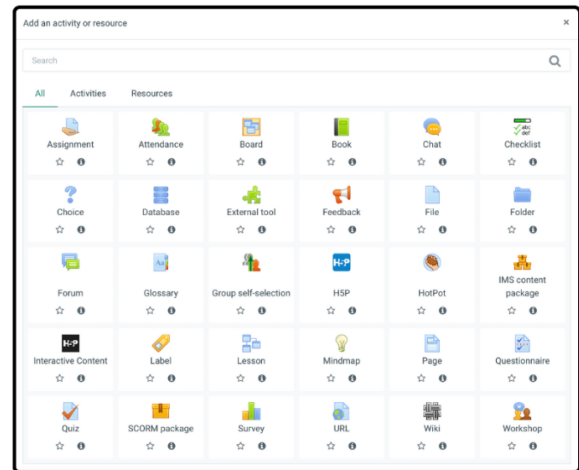 Add an activity or resource ×
Search
All Activities Resources
Assignment Attendance Board Book Chat Checklist
Choice Database External tool Feedback File Folder
Forum Glossary Group self-selection H5P HotPot IMS content package
Interactive Content Label Lesson Mindmap Page Questionnaire
Quiz SCORM package Survey URL Wiki Workshop